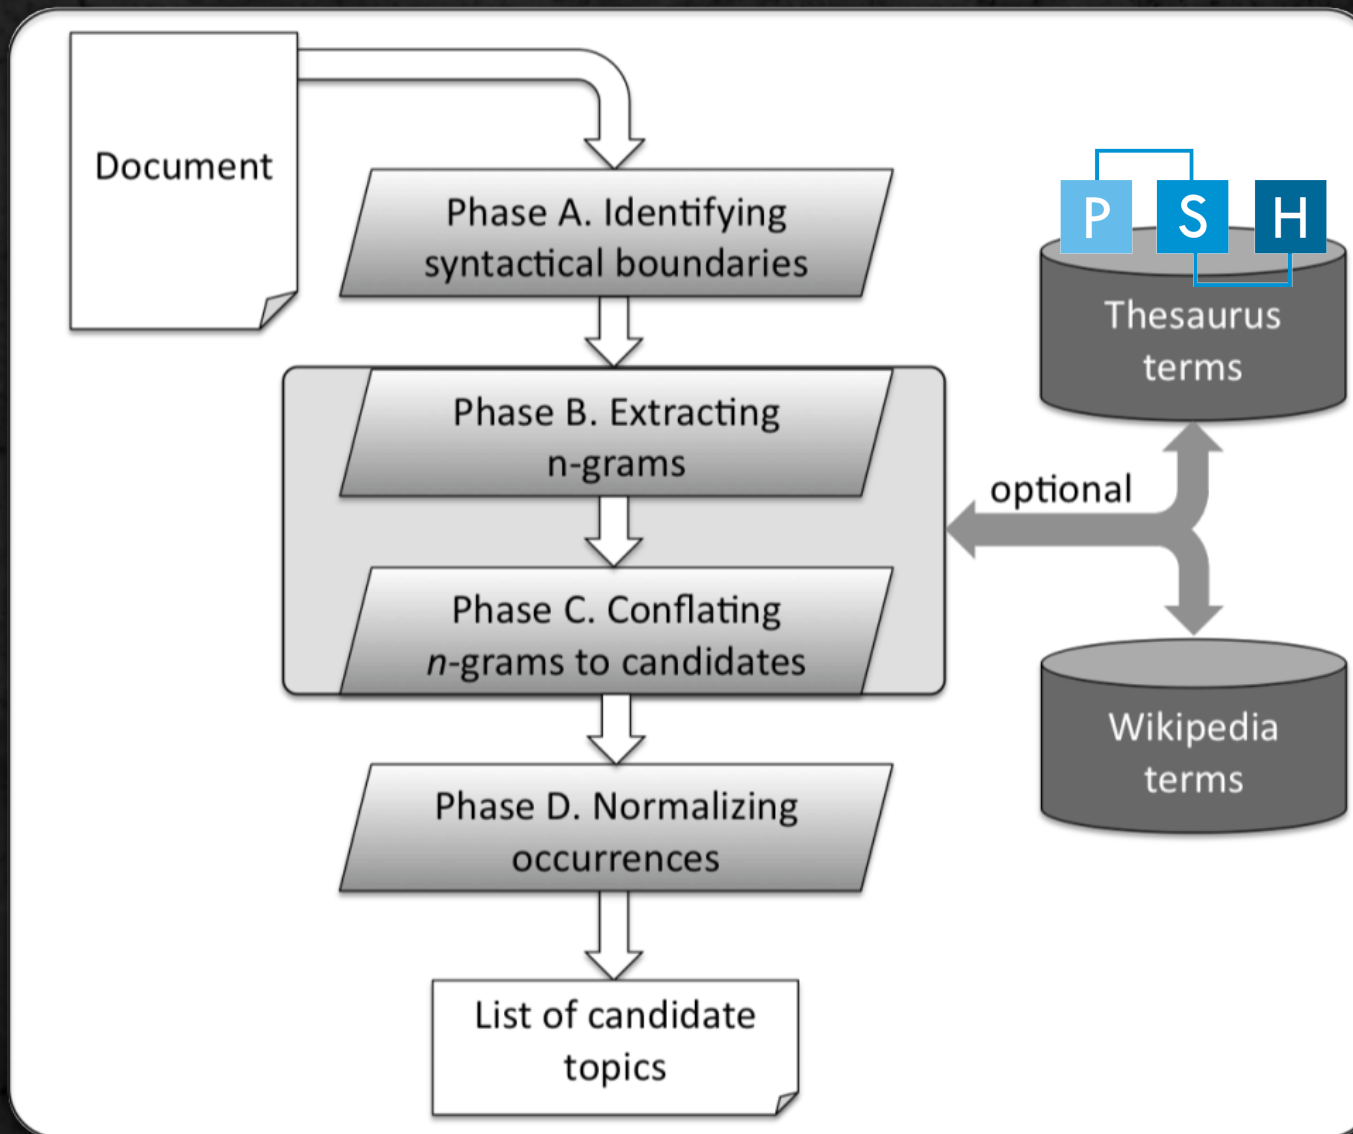 Document
Phase A. Identifying
syntactical boundaries
P S H
Thesaurus
terms
Phase B. Extracting
n-grams
optional
Phase C. Conflating
n-grams to candidates
Wikipedia
terms
Phase D. Normalizing
occurrences
List of candidate
topics